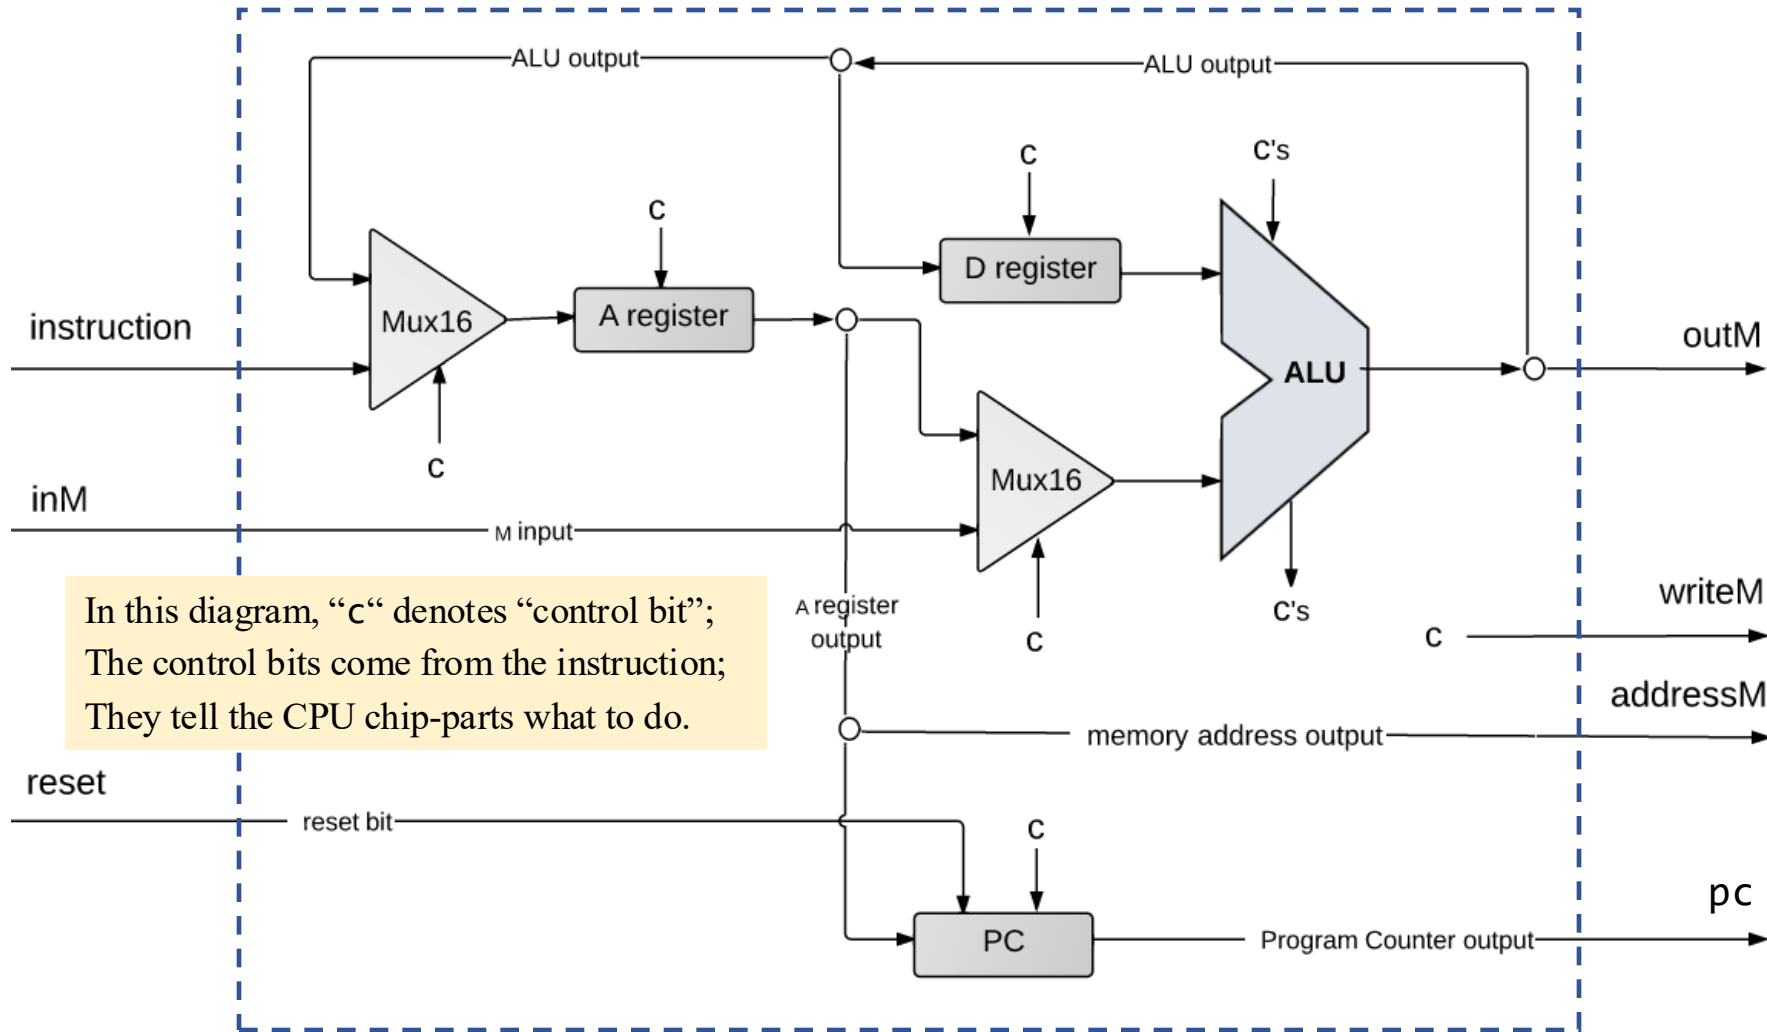 ALU output
ALU output
c
c's
c
instruction
Mux16
A register
D register
ALU
outM
c
inM
M input
Mux16
In this diagram, “c“ denotes “control bit”;
The control bits come from the instruction;
They tell the CPU chip-parts what to do.
A register
output
c
c's
c
writeM
addressM
memory address output
reset
reset bit
c
PC
Program Counter output
pc